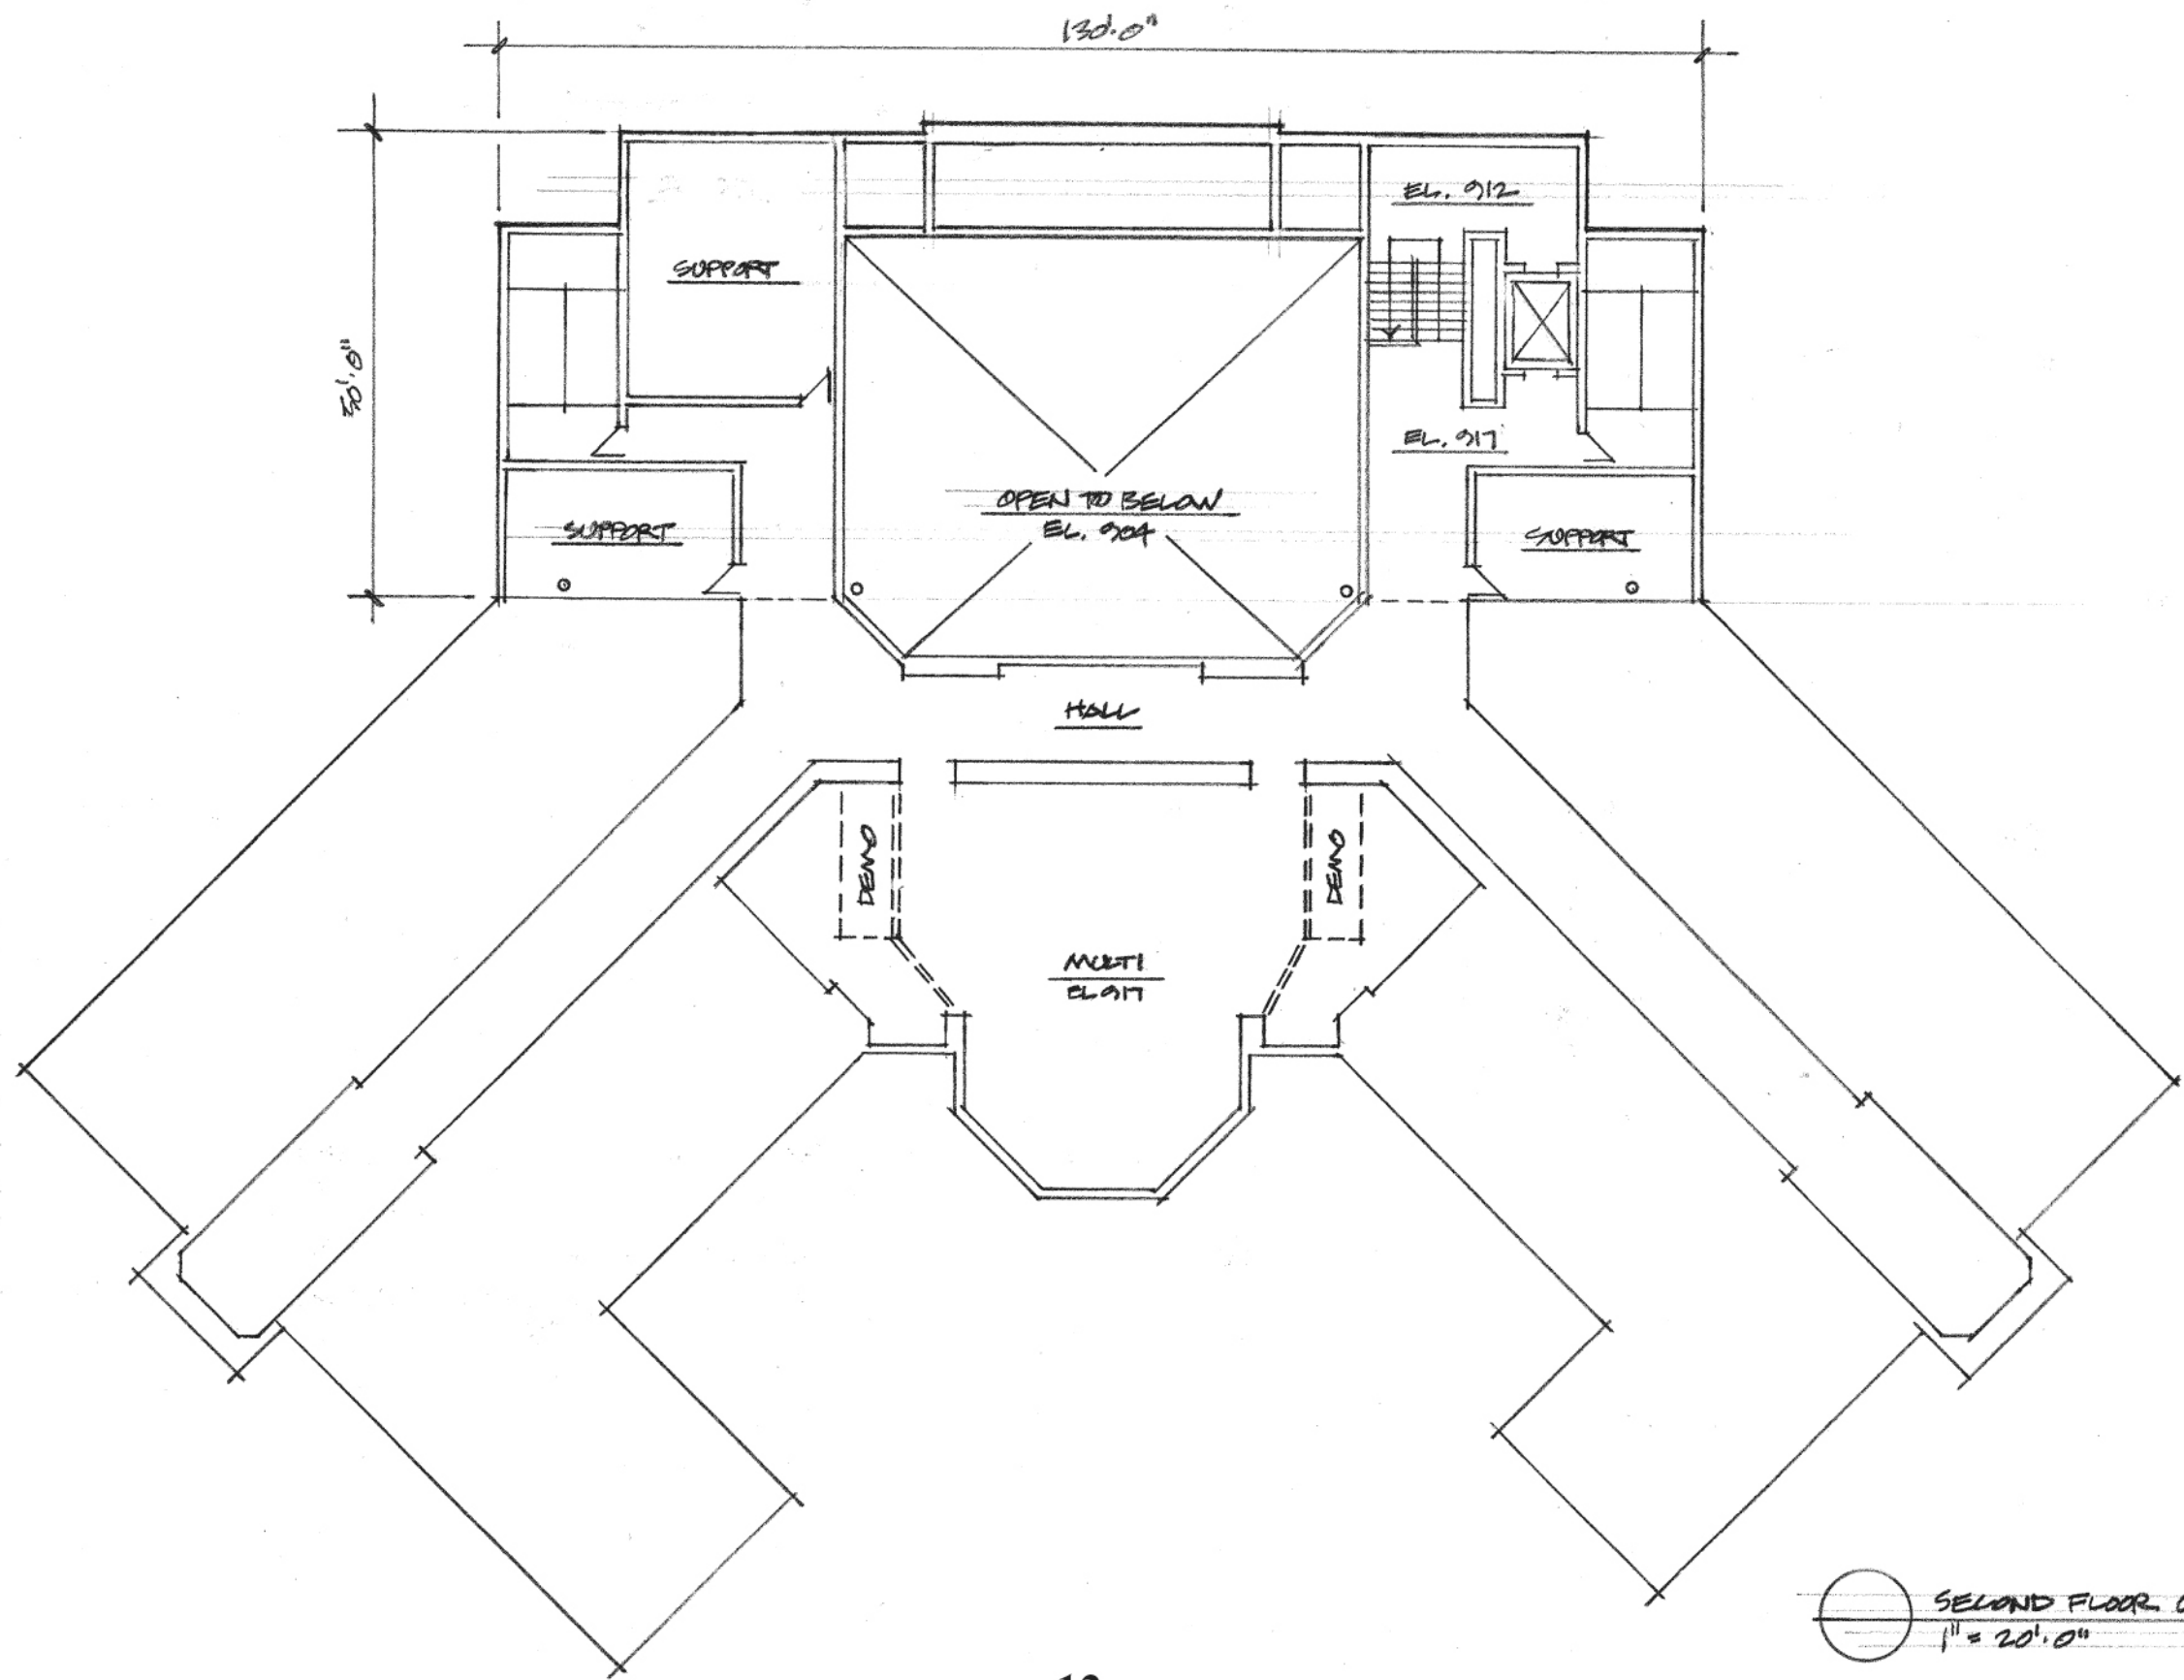 130'-0"
EL. 912
SUPPORT
50'-0"
EL. 917
OPEN TO BELOW
EL. 904
SUPPORT
SUPPORT
HALL
DEMO
DEMO
MULTI
EL 917
SECOND FLOOR
1" = 20'-0"